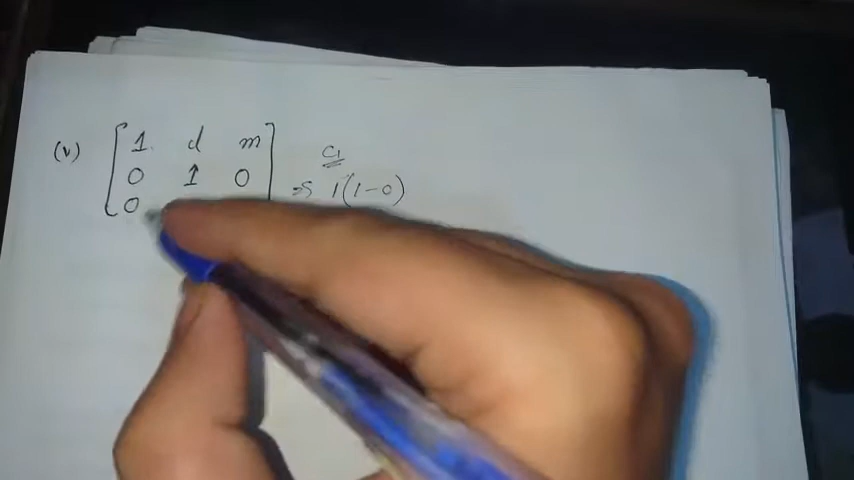 (v) [ 1 d m ] C1
0 1 0 ⇒ 1(1-0)
0